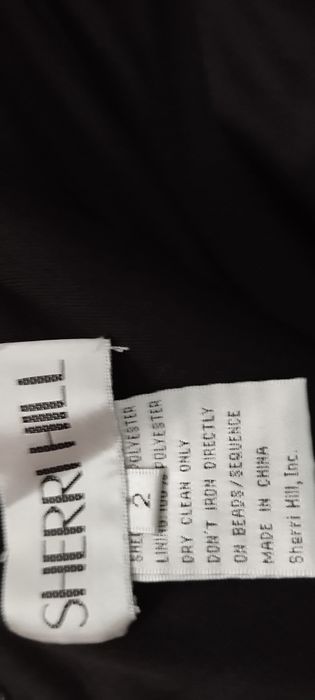 SHERRI HILL
2
POLYESTER
POLYESTER
DRY CLEAN ONLY
DON'T IRON DIRECTLY
ON BEADS/SEQUENCE
MADE IN CHINA
Sherri Hill, Inc.